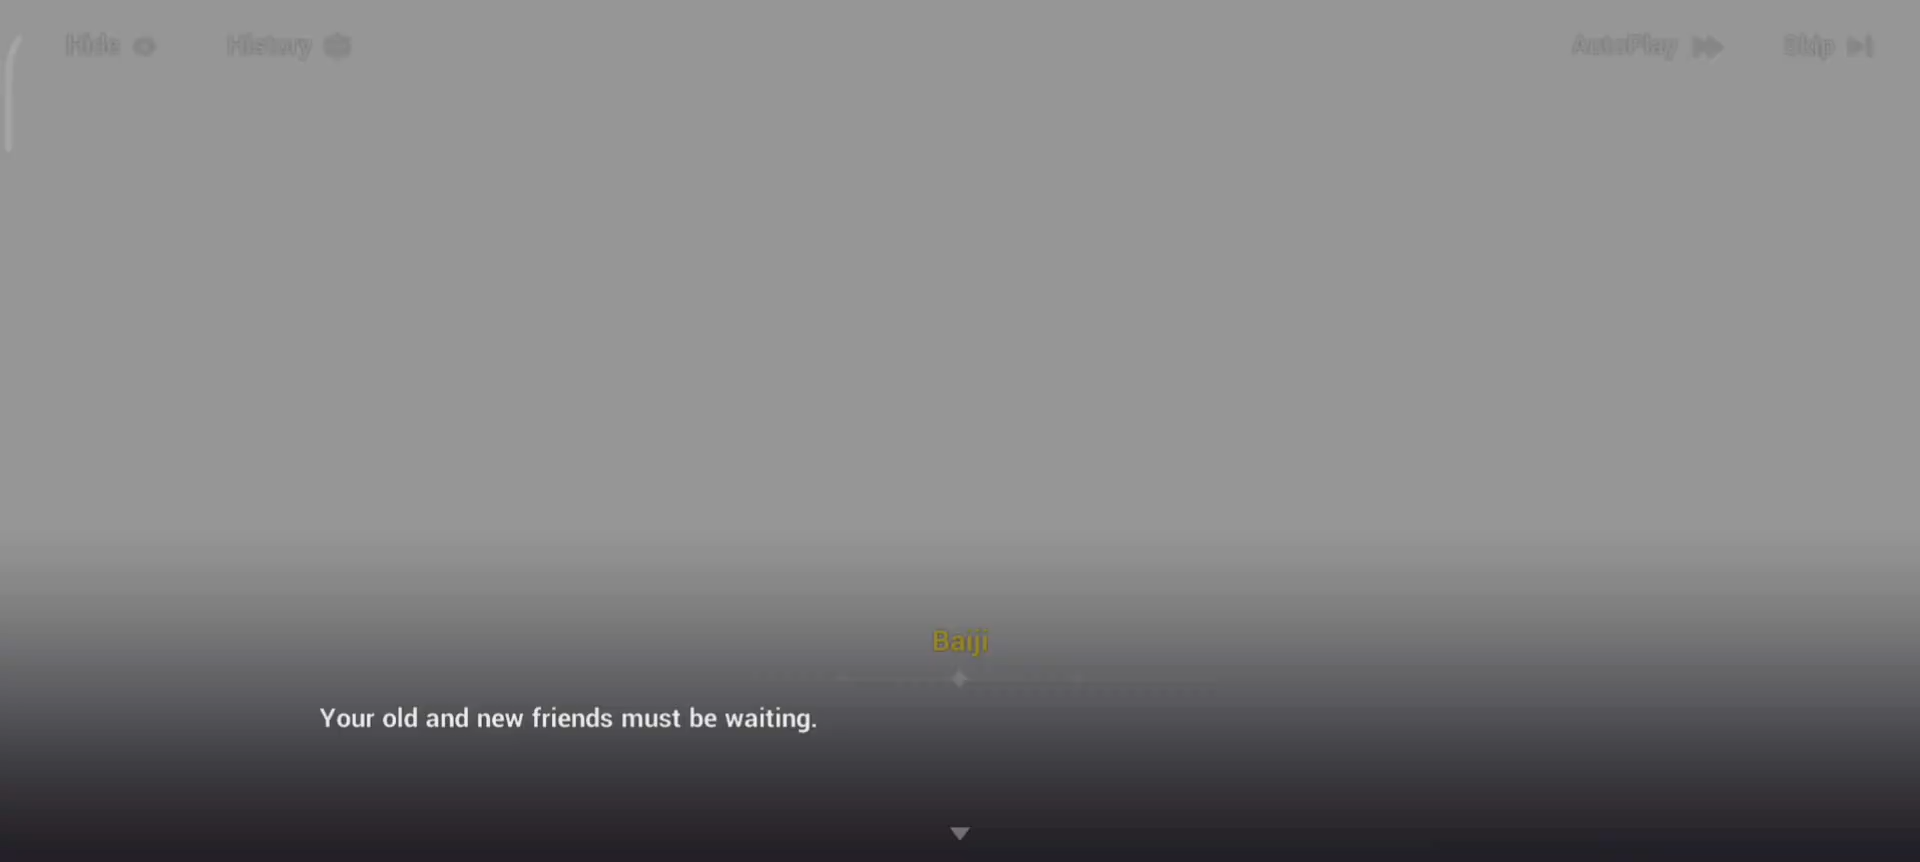 Hide
History
AutoPlay
Skip
Baiji
Your old and new friends must be waiting.